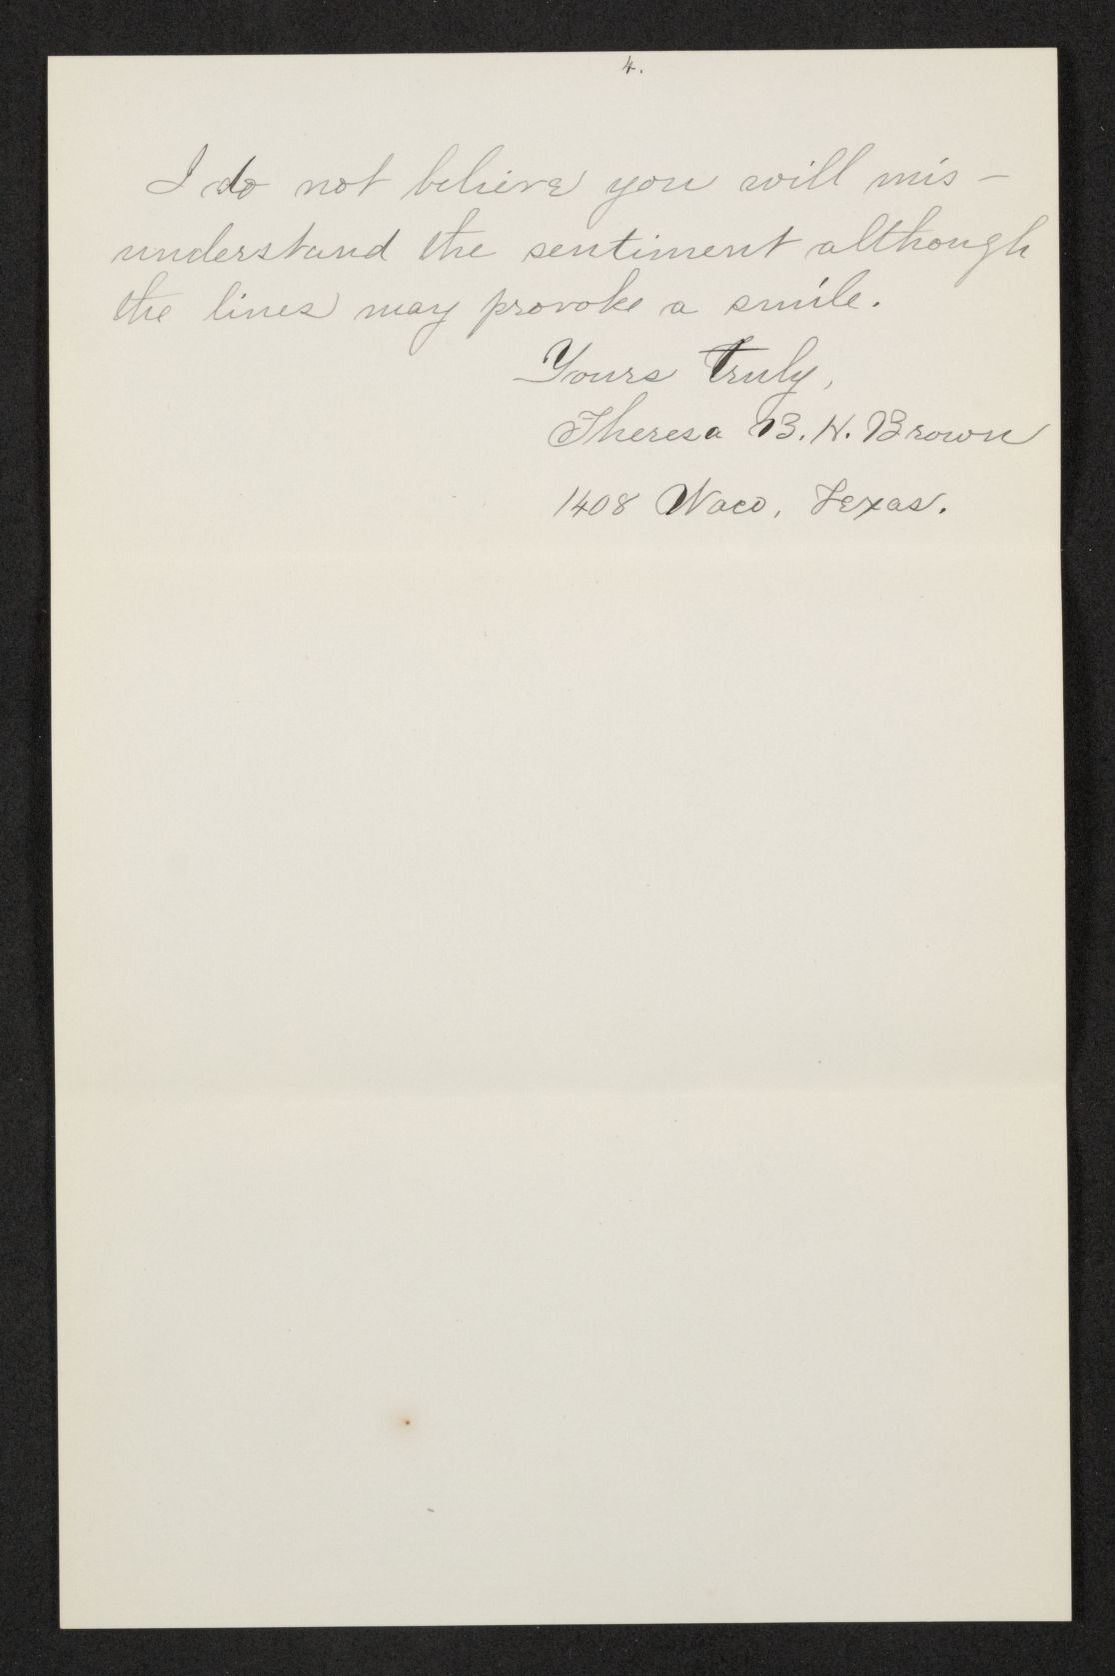 4.
I do not believe you will mis-
understand the sentiment although
the lines may provoke a smile.
Yours Truly,
Theresa B. H. Brown
1408 Waco, Texas.